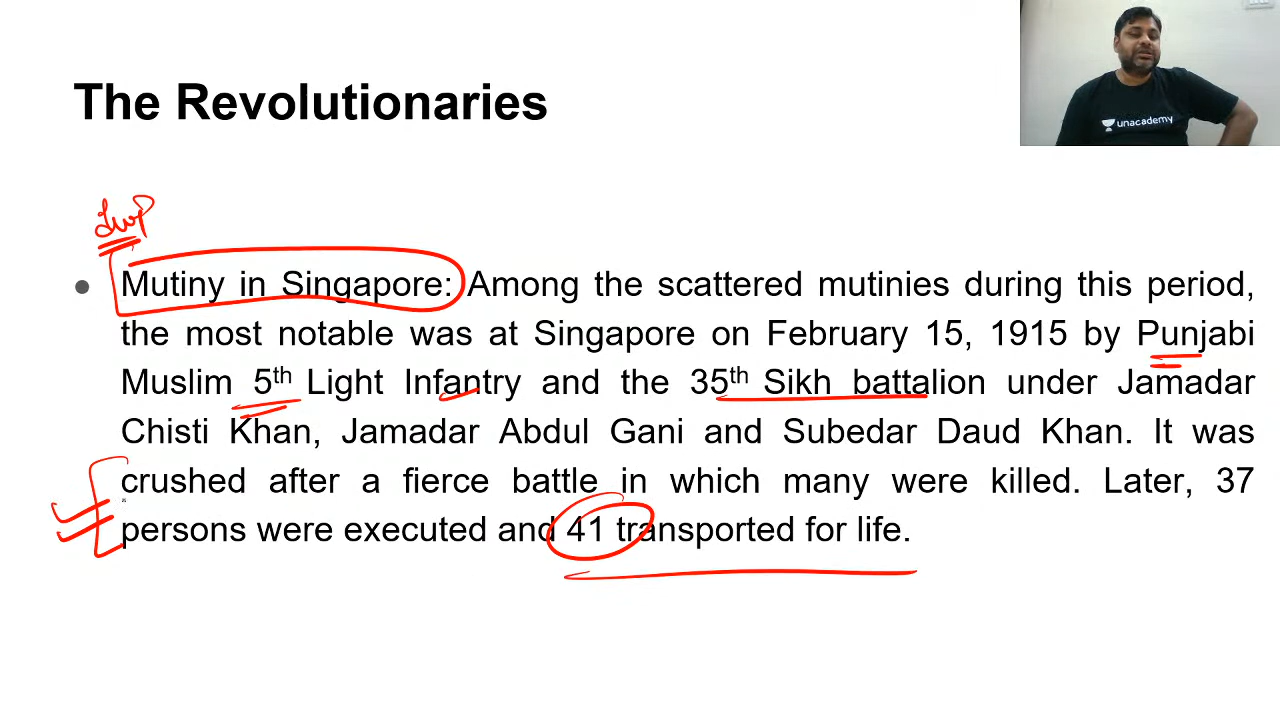 unacademy
The Revolutionaries
Imp
Mutiny in Singapore: Among the scattered mutinies during this period,
the most notable was at Singapore on February 15, 1915 by Punjabi
Muslim 5th Light Infantry and the 35th Sikh battalion under Jamadar
Chisti Khan, Jamadar Abdul Gani and Subedar Daud Khan. It was
crushed after a fierce battle in which many were killed. Later, 37
persons were executed and 41 transported for life.